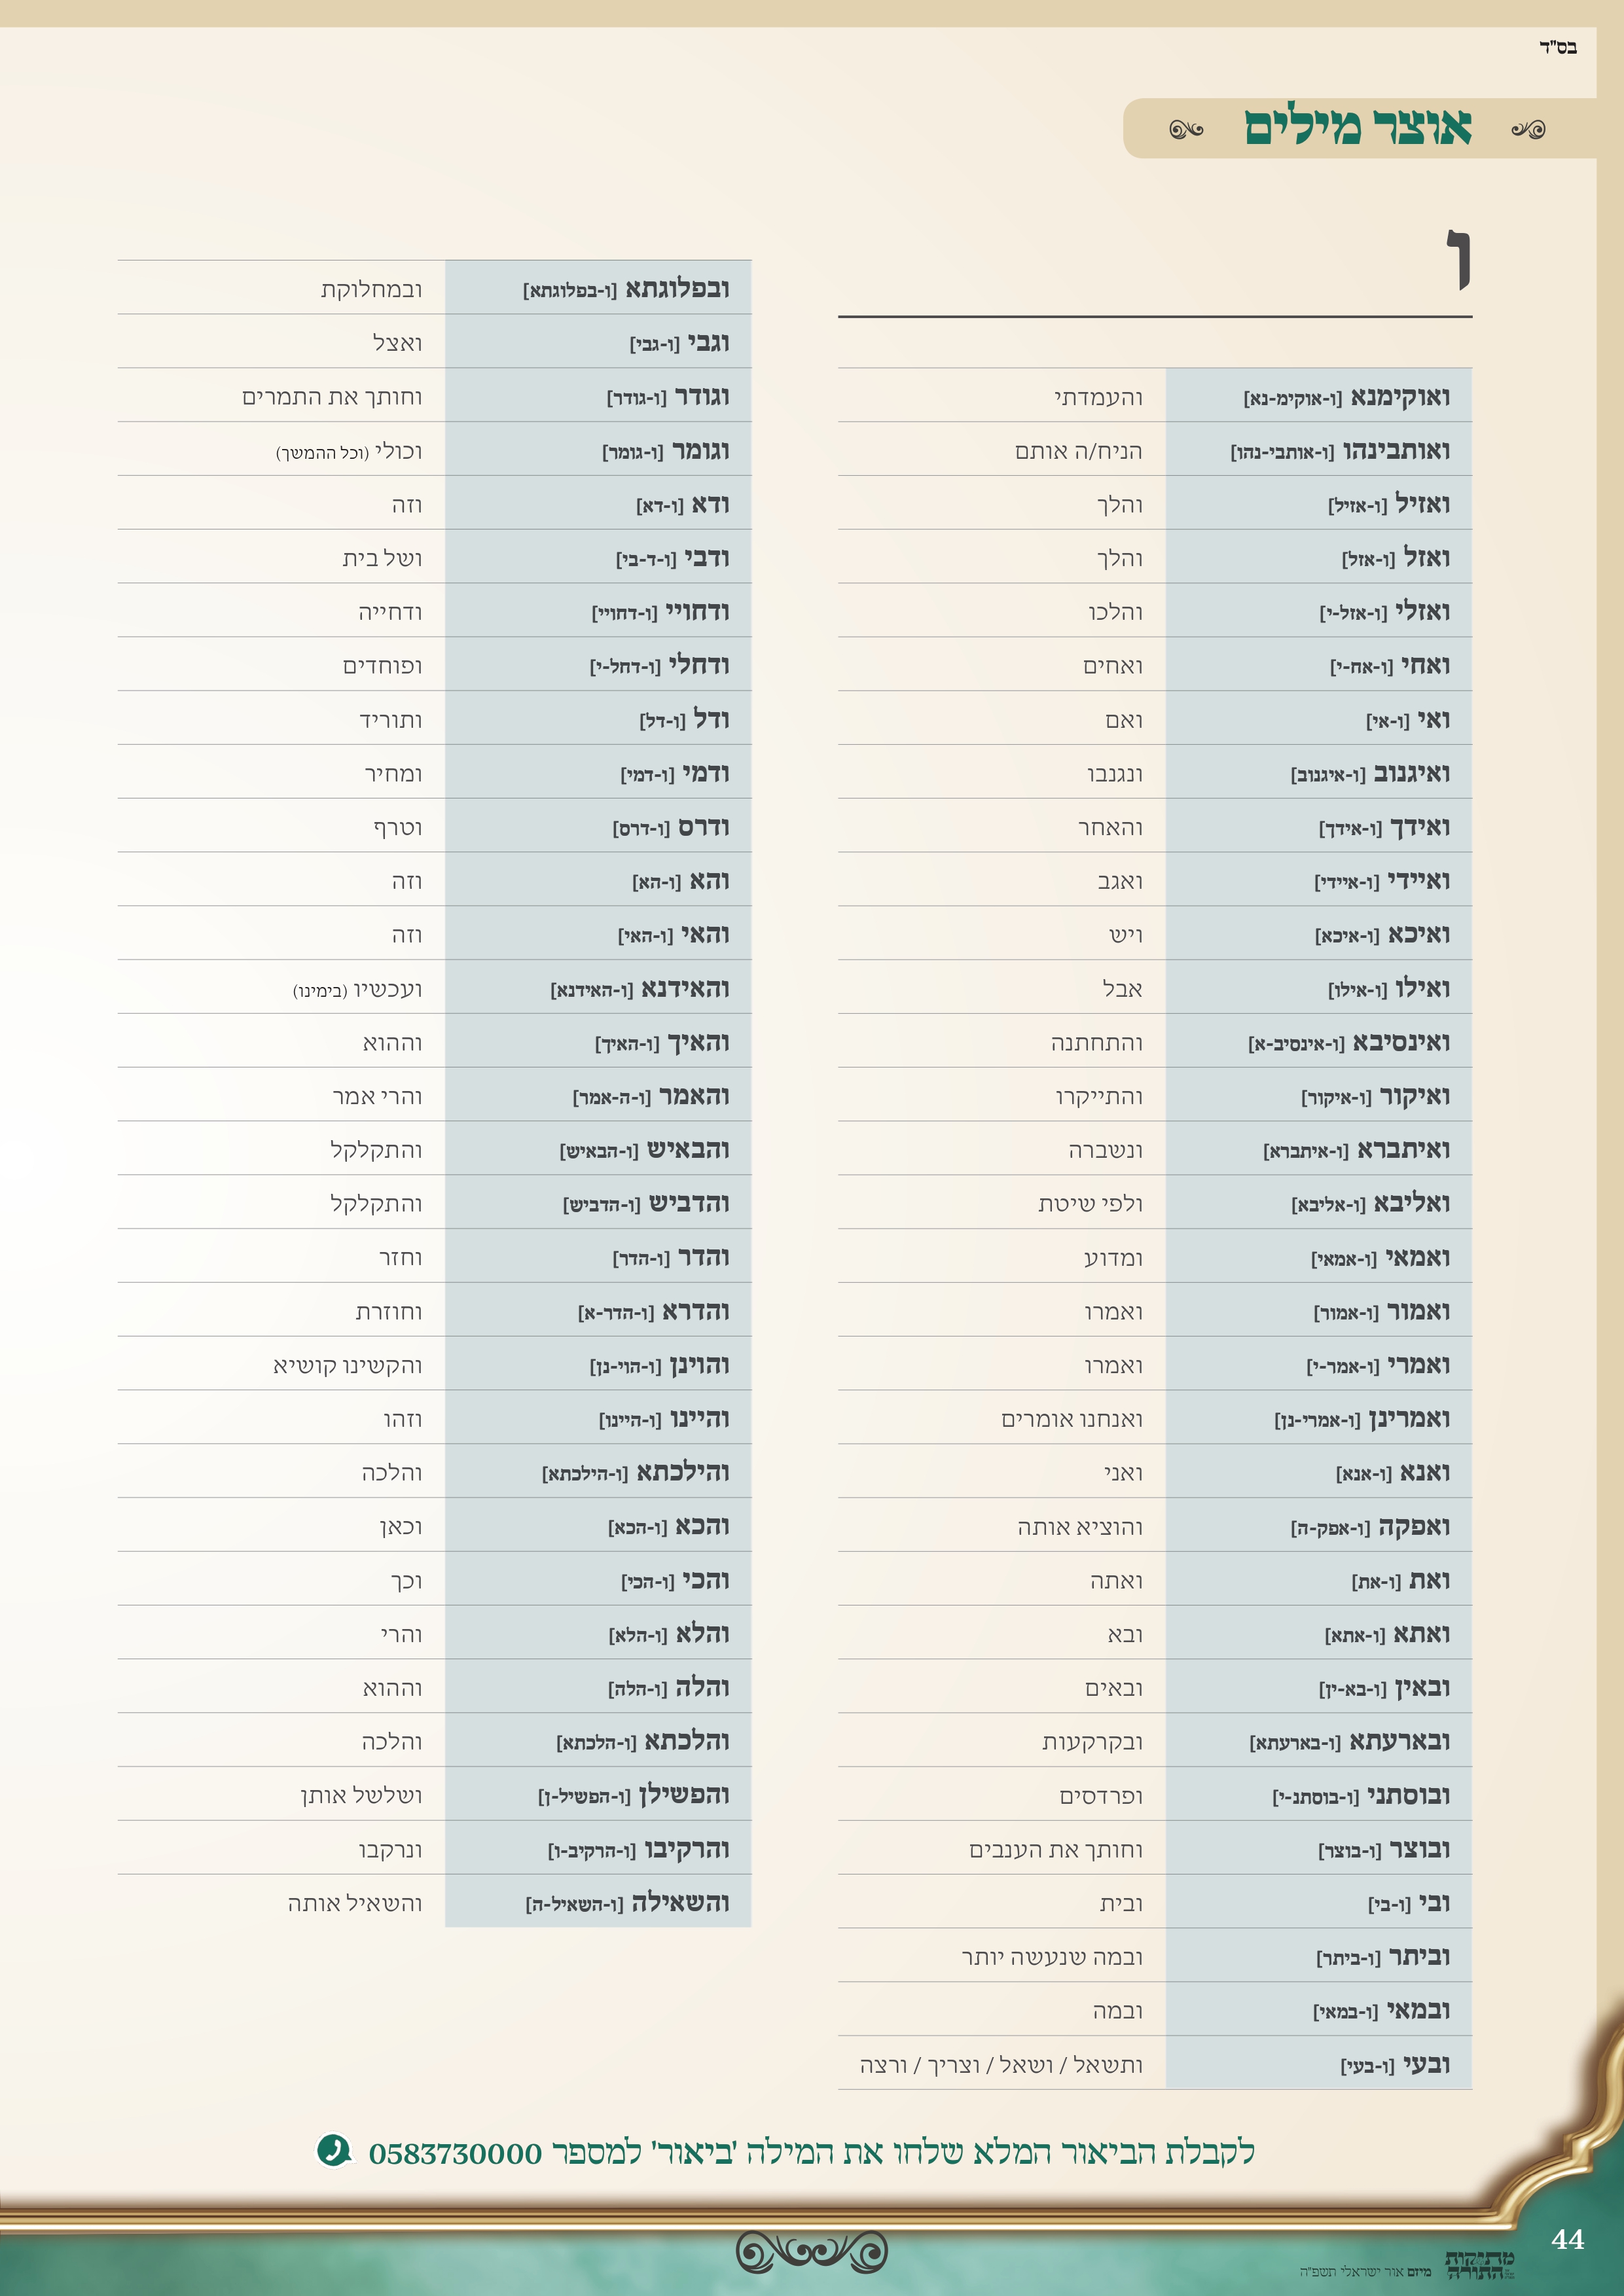 בס"ד
אוצר מילים
ו
ואוקימנא [ו-אוקימ-נא] והעמדתי
ואותבינהו [ו-אותבי-נהו] הניח/ה אותם
ואזיל [ו-אזיל] והלך
ואזל [ו-אזל] והלך
ואזלי [ו-אזל-י] והלכו
ואחי [ו-אח-י] ואחים
ואי [ו-אי] ואם
ואיגנוב [ו-איגנוב] ונגנבו
ואידך [ו-אידך] והאחר
ואיידי [ו-איידי] ואגב
ואיכא [ו-איכא] ויש
ואילו [ו-אילו] אבל
ואינסיבא [ו-אינסיב-א] והתחתנה
ואיקור [ו-איקור] והתייקרו
ואיתברא [ו-איתברא] ונשברה
ואליבא [ו-אליבא] ולפי שיטת
ואמאי [ו-אמאי] ומדוע
ואמור [ו-אמור] ואמרו
ואמרי [ו-אמר-י] ואמרו
ואמרינן [ו-אמרי-נן] ואנחנו אומרים
ואנא [ו-אנא] ואני
ואפקה [ו-אפק-ה] והוציא אותה
ואת [ו-את] ואתה
ואתא [ו-אתא] ובא
ובאין [ו-בא-ין] ובאים
ובארעתא [ו-בארעתא] ובקרקעות
ובוסתני [ו-בוסתנ-י] ופרדסים
ובוצר [ו-בוצר] וחותך את הענבים
ובי [ו-בי] ובית
וביתר [ו-ביתר] ובמה שנעשה יותר
ובמאי [ו-במאי] ובמה
ובעי [ו-בעי] ותשאל / ושאל / וצריך / ורצה
ובפלוגתא [ו-בפלוגתא] ובמחלוקת
וגבי [ו-גבי] ואצל
וגודר [ו-גודר] וחותך את התמרים
וגומר [ו-גומר] וכולי (וכל ההמשך)
ודא [ו-דא] וזה
ודבי [ו-ד-בי] ושל בית
ודחויי [ו-דחויי] ודחייה
ודחלי [ו-דחל-י] ופוחדים
ודל [ו-דל] ותוריד
ודמי [ו-דמי] ומחיר
ודרס [ו-דרס] וטרף
והא [ו-הא] וזה
והאי [ו-האי] וזה
והאידנא [ו-האידנא] ועכשיו (בימינו)
והאיך [ו-האיך] וההוא
והאמר [ו-ה-אמר] והרי אמר
והבאיש [ו-הבאיש] והתקלקל
והדביש [ו-הדביש] והתקלקל
והדר [ו-הדר] וחזר
והדרא [ו-הדר-א] וחוזרת
והוינן [ו-הוי-נן] והקשינו קושיא
והיינו [ו-היינו] וזהו
והילכתא [ו-הילכתא] והלכה
והכא [ו-הכא] וכאן
והכי [ו-הכי] וכך
והלא [ו-הלא] והרי
והלה [ו-הלה] וההוא
והלכתא [ו-הלכתא] והלכה
והפשילן [ו-הפשיל-ן] ושלשל אותן
והרקיבו [ו-הרקיב-ו] ונרקבו
והשאילה [ו-השאיל-ה] והשאיל אותה
לקבלת הביאור המלא שלחו את המילה 'ביאור' למספר 0583730000
44
מתיקות התורה
מיזם אור ישראלי תשפ"ה